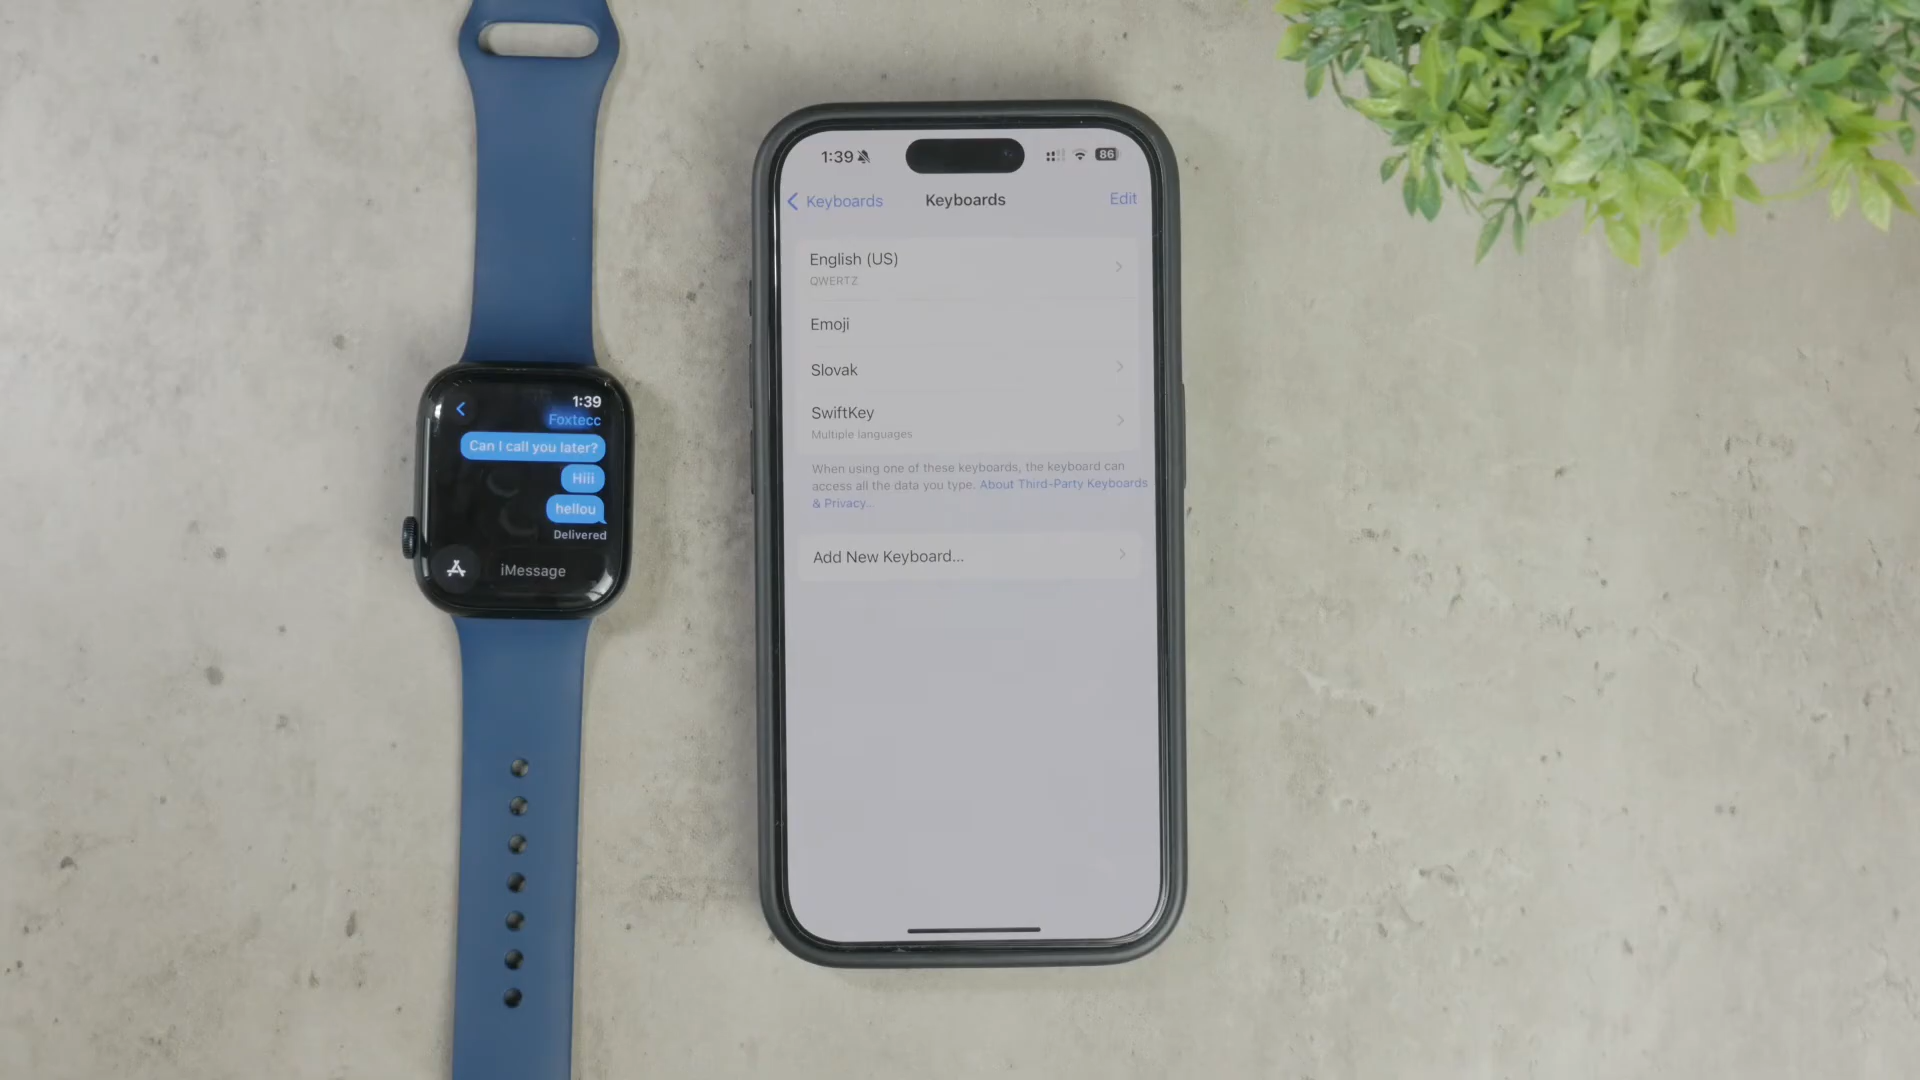 1:39
Foxtecc
Can I call you later?
Hiii
hellou
Delivered
iMessage
1:39
86
Keyboards
Keyboards
Edit
English (US)
QWERTZ
Emoji
Slovak
SwiftKey
Multiple languages
When using one of these keyboards, the keyboard can
access all the data you type. About Third-Party Keyboards
& Privacy...
Add New Keyboard...